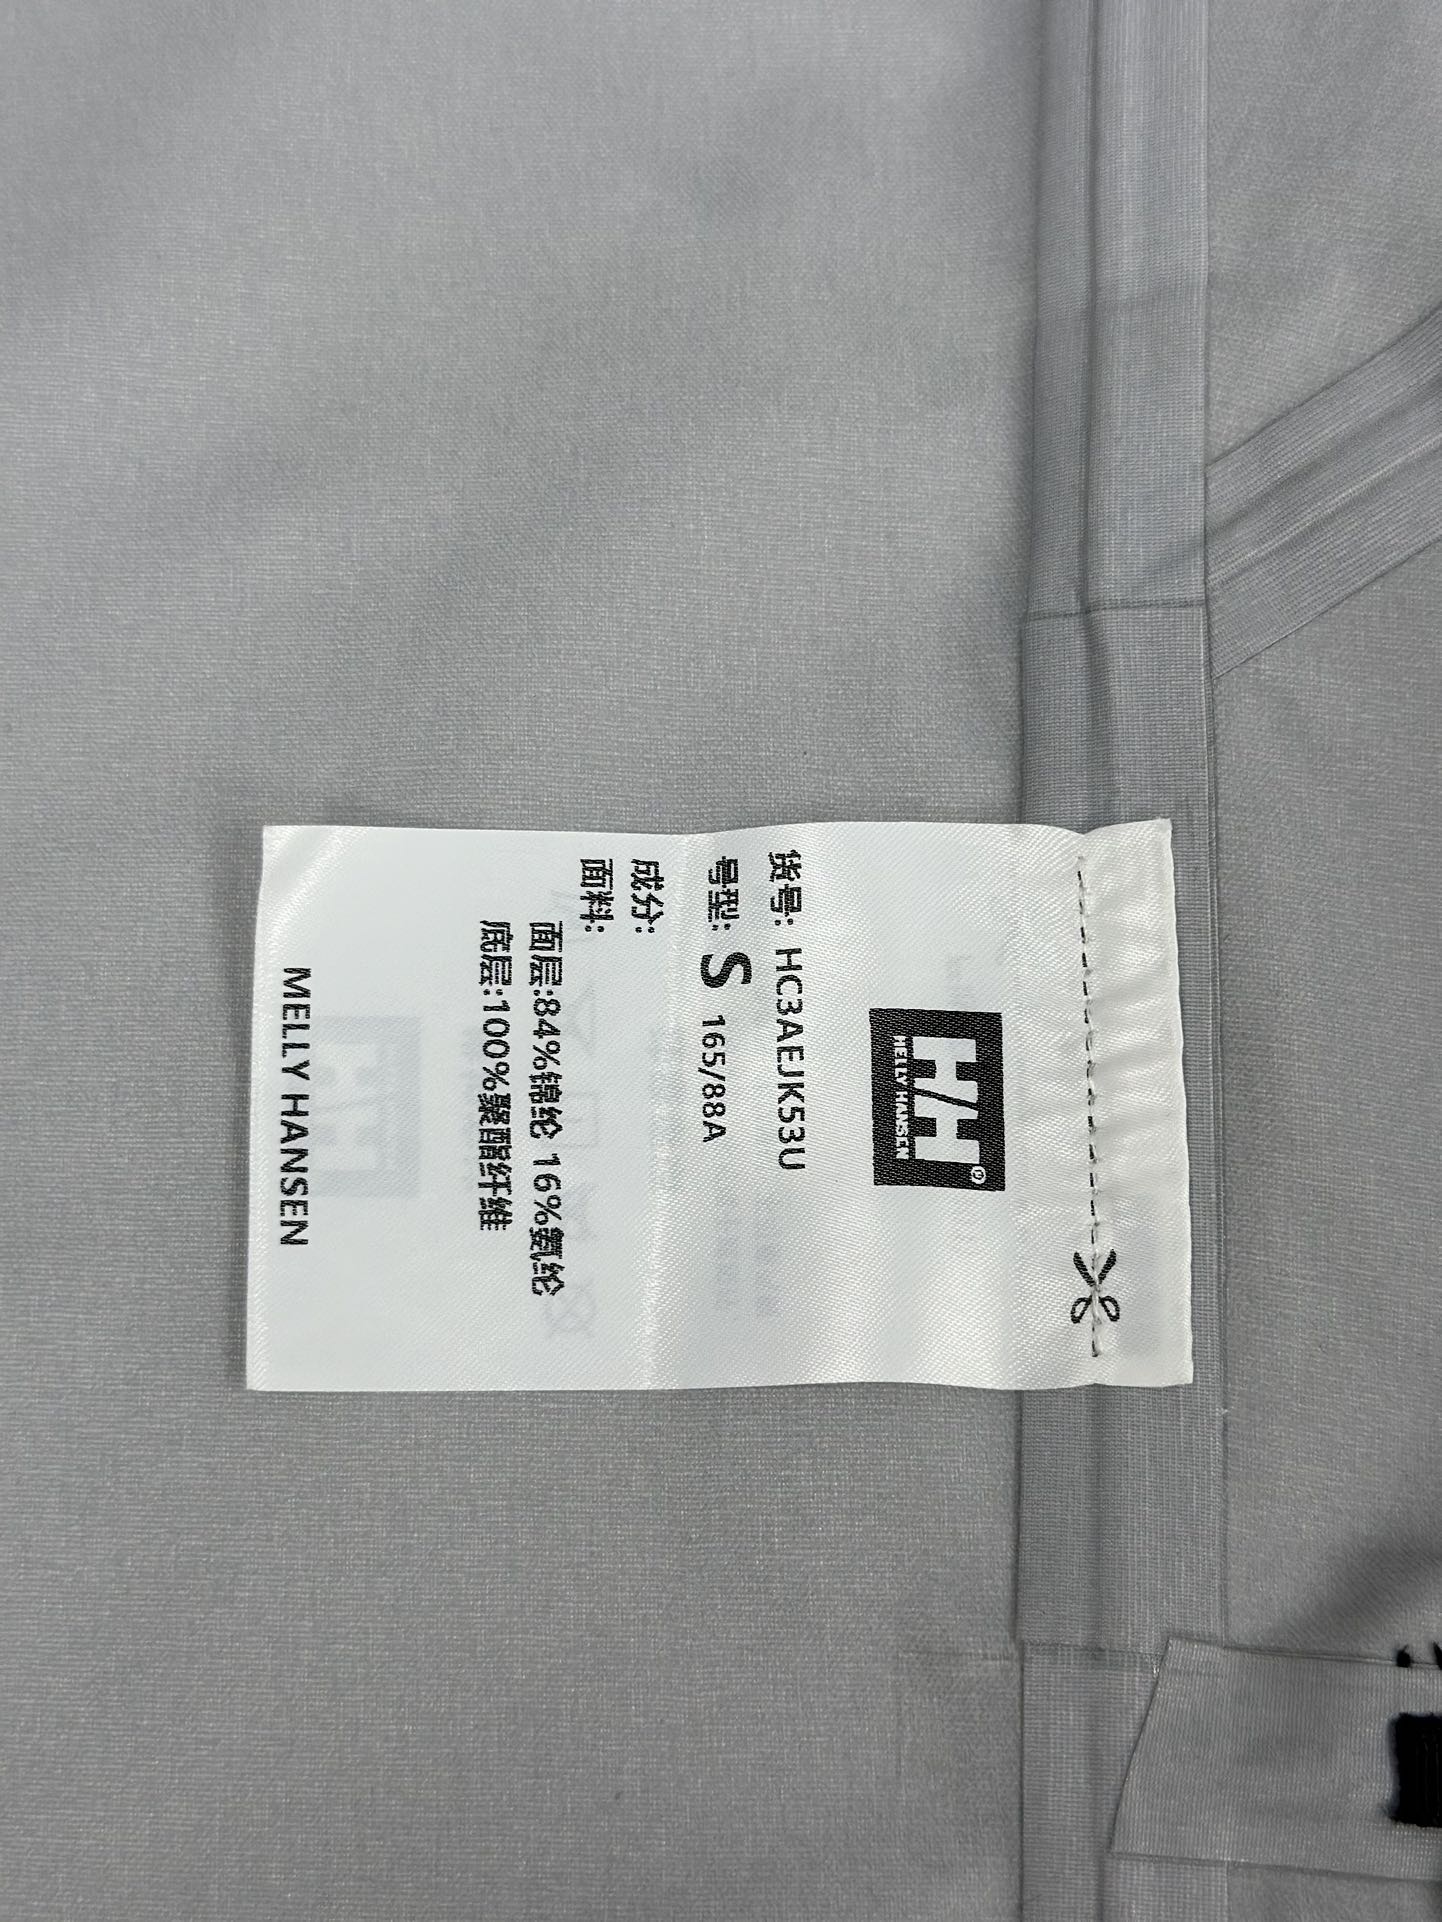 H/H®
HELLY HANSEN
货号: HC3AEJK53U
号型: S 165/88A
成分:
面料:
面层:84%锦纶 16%氨纶
底层:100%聚酯纤维
MELLY HANSEN